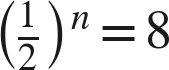 (1/2)^n = 8